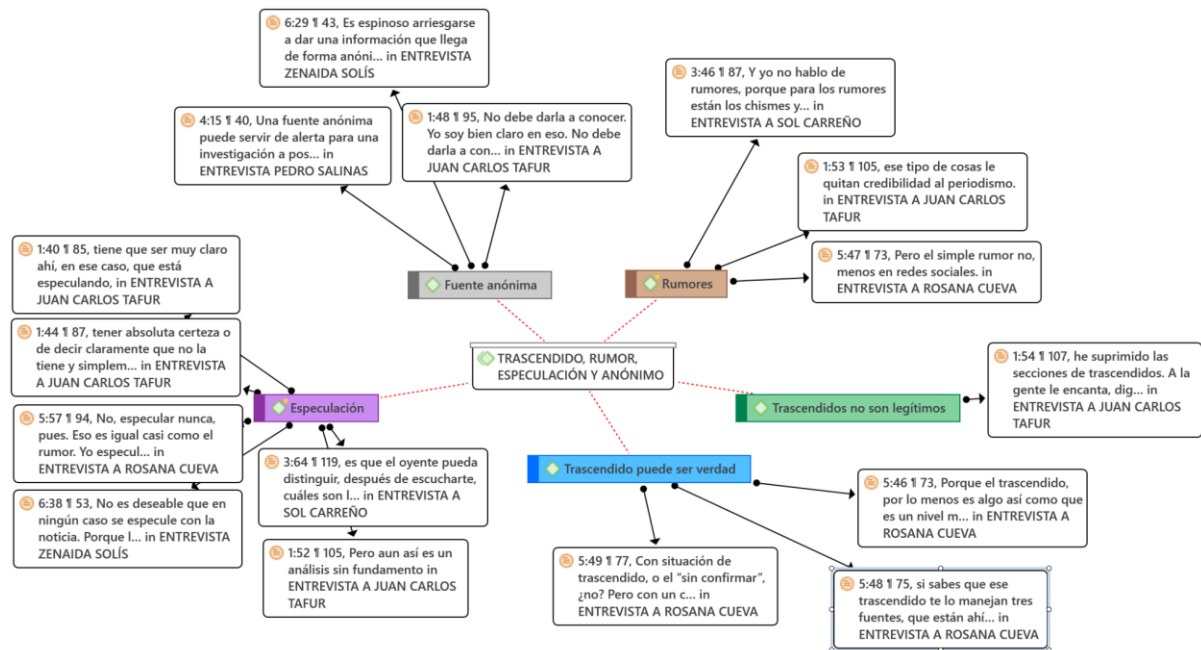 6:29 ¶ 43, Es espinoso arriesgarse
a dar una información que llega
de forma anóni... in ENTREVISTA
ZENAIDA SOLÍS
3:46 ¶ 87, Y yo no hablo de
rumores, porque para los rumores
están los chismes y... in
ENTREVISTA A SOL CARREÑO
4:15 ¶ 40, Una fuente anónima
puede servir de alerta para una
investigación a pos... in
ENTREVISTA PEDRO SALINAS
1:48 ¶ 95, No debe darla a conocer.
Yo soy bien claro en eso. No debe
darla a con... in ENTREVISTA A
JUAN CARLOS TAFUR
1:53 ¶ 105, ese tipo de cosas le
quitan credibilidad al periodismo.
in ENTREVISTA A JUAN CARLOS
TAFUR
1:40 ¶ 85, tiene que ser muy claro
ahí, en ese caso, que está
especulando, in ENTREVISTA A
JUAN CARLOS TAFUR
5:47 ¶ 73, Pero el simple rumor no,
menos en redes sociales. in
ENTREVISTA A ROSANA CUEVA
Fuente anónima
Rumores
1:44 ¶ 87, tener absoluta certeza o
de decir claramente que no la
tiene y simplem... in ENTREVISTA
A JUAN CARLOS TAFUR
TRASCENDIDO, RUMOR,
ESPECULACIÓN Y ANÓNIMO
1:54 ¶ 107, he suprimido las
secciones de trascendidos. A la
gente le encanta, dig... in
ENTREVISTA A JUAN CARLOS
TAFUR
Especulación
Trascendidos no son legítimos
5:57 ¶ 94, No, especular nunca,
pues. Eso es igual casi como el
rumor. Yo especul... in
ENTREVISTA A ROSANA CUEVA
3:64 ¶ 119, es que el oyente pueda
distinguir, después de escucharte,
cuáles son l... in ENTREVISTA A
SOL CARREÑO
Trascendido puede ser verdad
5:46 ¶ 73, Porque el trascendido,
por lo menos es algo así como que
es un nivel m... in ENTREVISTA A
ROSANA CUEVA
6:38 ¶ 53, No es deseable que en
ningún caso se especule con la
noticia. Porque l... in ENTREVISTA
ZENAIDA SOLÍS
1:52 ¶ 105, Pero aun así es un
análisis sin fundamento in
ENTREVISTA A JUAN CARLOS
TAFUR
5:49 ¶ 77, Con situación de
trascendido, o el "sin confirmar",
¿no? Pero con un c... in
ENTREVISTA A ROSANA CUEVA
5:48 ¶ 75, si sabes que ese
trascendido te lo manejan tres
fuentes, que están ahí... in
ENTREVISTA A ROSANA CUEVA